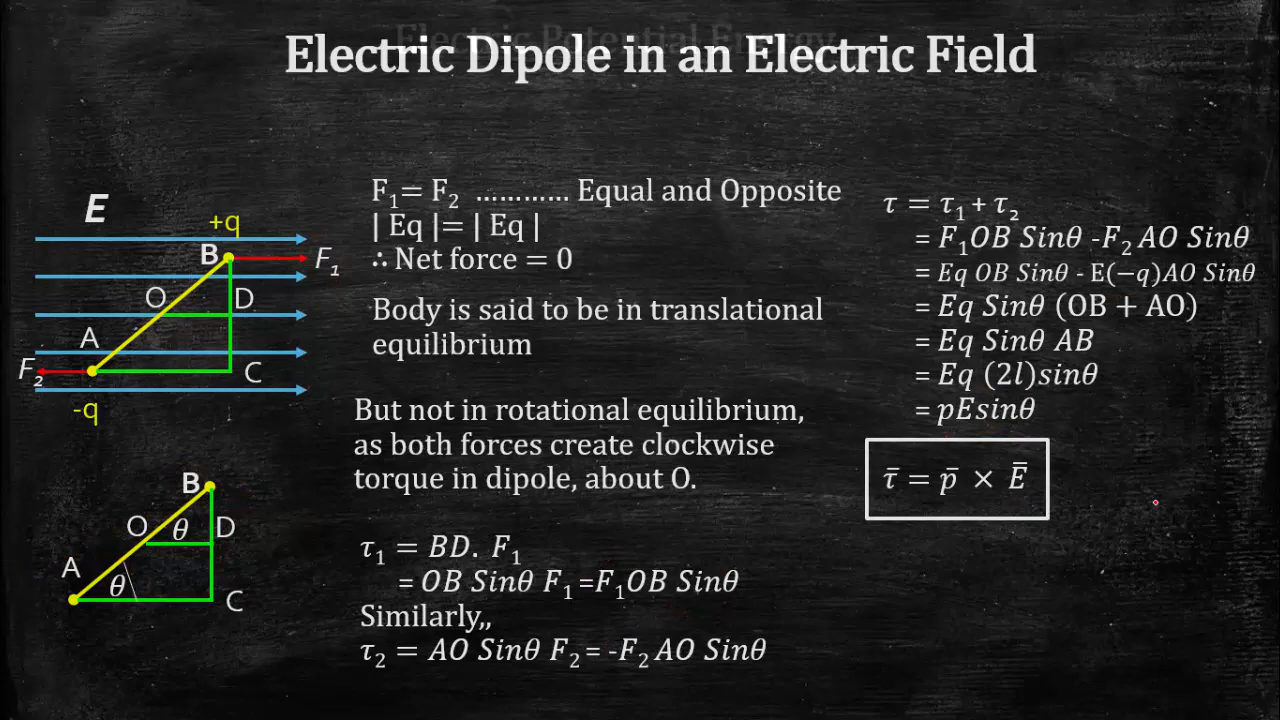 Electric Potential Energy
Electric Dipole in an Electric Field
E
+q
B
F₁
O
D
A
F₂
C
-q
B
O
θ
D
A
θ
C
F₁= F₂ ............ Equal and Opposite
| Eq |= | Eq |
∴ Net force = 0
Body is said to be in translational
equilibrium
But not in rotational equilibrium,
as both forces create clockwise
torque in dipole, about O.
τ₁ = BD. F₁
= OB Sinθ F₁ =F₁OB Sinθ
Similarly,,
τ₂ = AO Sinθ F₂ = -F₂ AO Sinθ
τ = τ₁ + τ₂
= F₁OB Sinθ -F₂ AO Sinθ
= Eq OB Sinθ - E(−q)AO Sinθ
= Eq Sinθ (OB + AO)
= Eq Sinθ AB
= Eq (2l)sinθ
= pEsinθ
τ̄ = p̄ × Ē